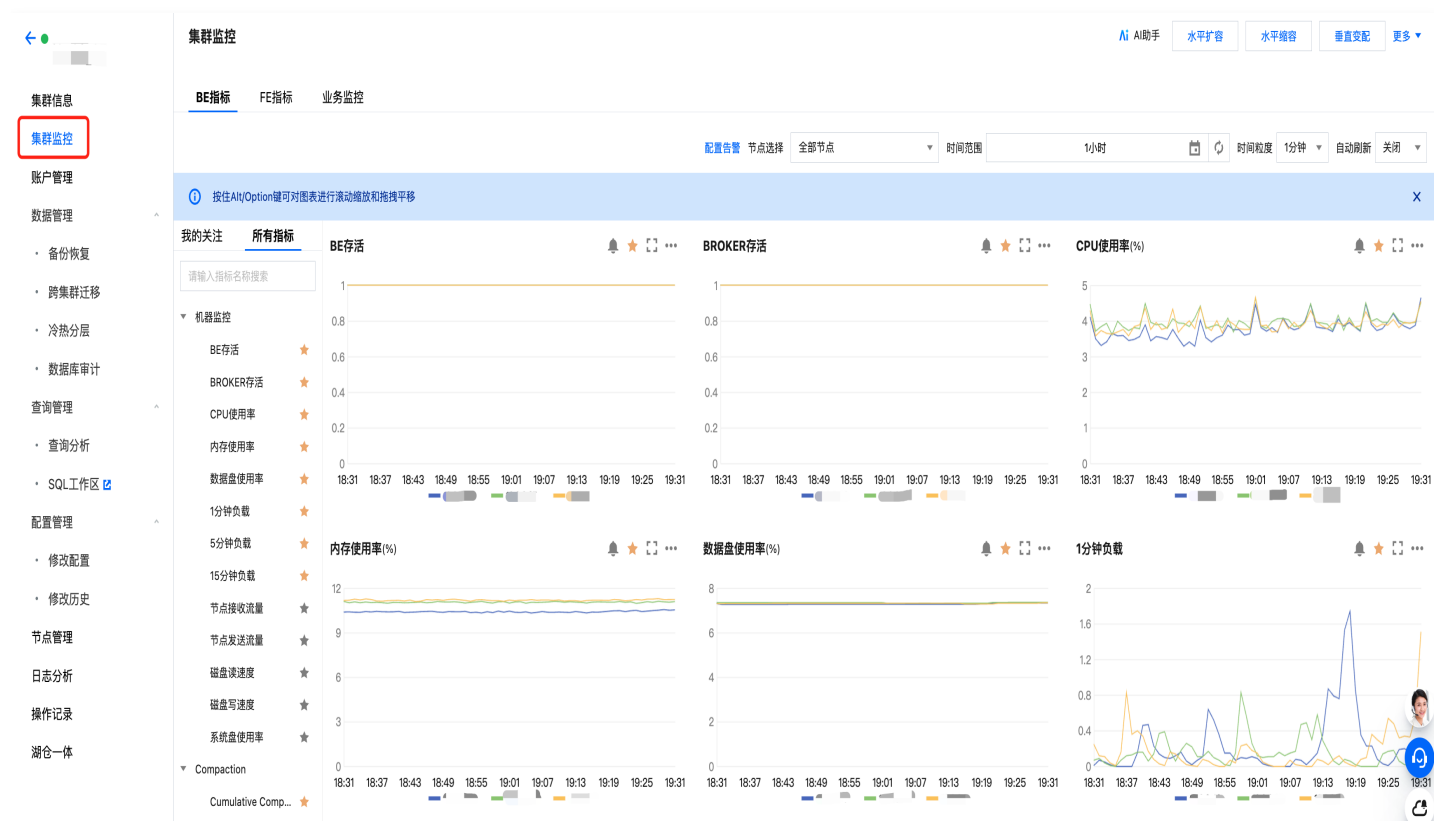 集群监控
Ai AI助手 水平扩容 水平缩容 垂直变配 更多
集群信息
集群监控
账户管理
数据管理
• 备份恢复
• 跨集群迁移
• 冷热分层
• 数据库审计
查询管理
• 查询分析
• SQL工作区
配置管理
• 修改配置
• 修改历史
节点管理
日志分析
操作记录
湖仓一体
BE指标 FE指标 业务监控
配置告警 节点选择 全部节点 时间范围 1小时 时间粒度 1分钟 自动刷新 关闭
按住Alt/Option键可对图表进行滚动缩放和拖拽平移 X
我的关注 所有指标
请输入指标名称搜索
机器监控
BE存活
BROKER存活
CPU使用率
内存使用率
数据盘使用率
1分钟负载
5分钟负载
15分钟负载
节点接收流量
节点发送流量
磁盘读速度
磁盘写速度
系统盘使用率
Compaction
Cumulative Comp...
BE存活
1
0.8
0.6
0.4
0.2
0
18:31 18:37 18:43 18:49 18:55 19:01 19:07 19:13 19:19 19:25 19:31
BROKER存活
1
0.8
0.6
0.4
0.2
0
18:31 18:37 18:43 18:49 18:55 19:01 19:07 19:13 19:19 19:25 19:31
CPU使用率(%)
5
4
3
2
1
0
18:31 18:37 18:43 18:49 18:55 19:01 19:07 19:13 19:19 19:25 19:31
内存使用率(%)
12
9
6
3
0
18:31 18:37 18:43 18:49 18:55 19:01 19:07 19:13 19:19 19:25 19:31
数据盘使用率(%)
8
6
4
2
0
18:31 18:37 18:43 18:49 18:55 19:01 19:07 19:13 19:19 19:25 19:31
1分钟负载
2
1.6
1.2
0.8
0.4
0
18:31 18:37 18:43 18:49 18:55 19:01 19:07 19:13 19:19 19:25 19:31